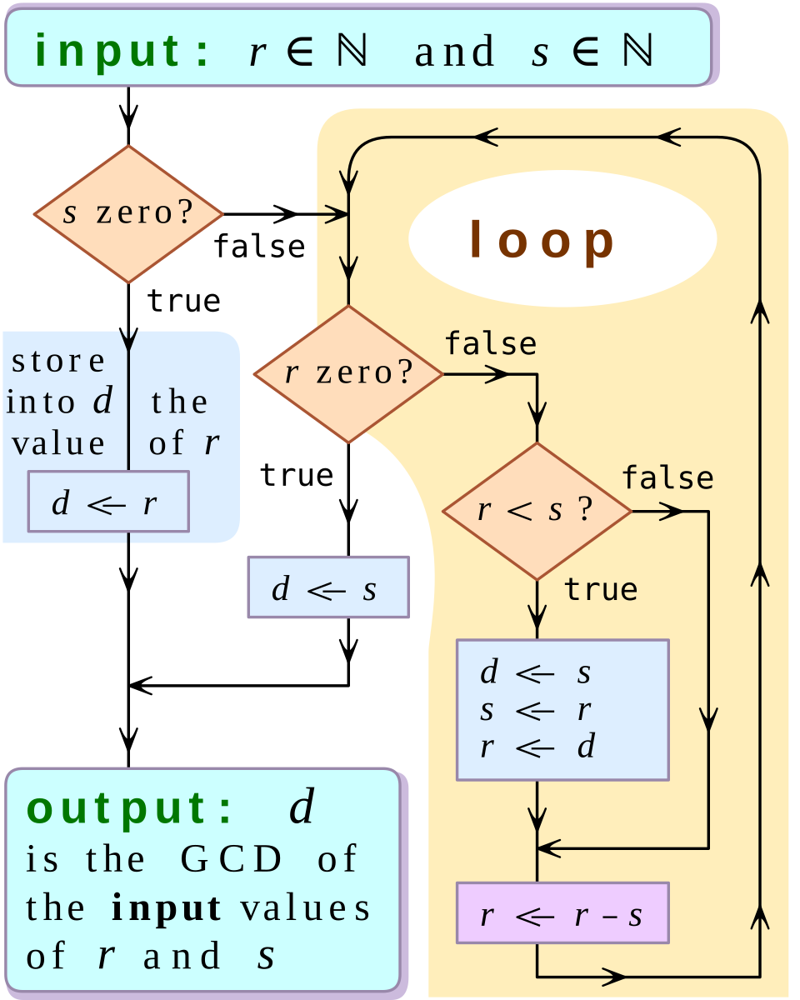 input: r ∈ ℕ and s ∈ ℕ
s zero?
false
true
loop
store
into d the
value of r
d ← r
r zero?
false
true
d ← s
r < s ?
false
true
d ← s
s ← r
r ← d
r ← r – s
output: d
is the GCD of
the input values
of r and s